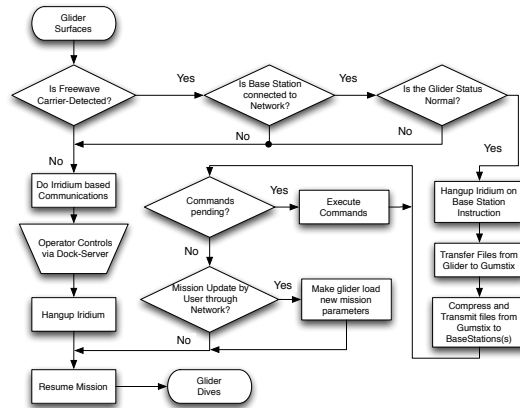 Glider
Surfaces
Is Freewave
Carrier-Detected?
Yes
Is Base Station
connected to
Network?
Yes
Is the Glider Status
Normal?
No
No
Yes
No
Do Irridium based
Communications
Commands
pending?
Yes
Execute
Commands
Hangup Iridium on
Base Station
Instruction
Operator Controls
via Dock-Server
No
Transfer Files from
Glider to Gumstix
Mission Update by
User through
Network?
Yes
Make glider load
new mission
parameters
Hangup Iridium
Compress and
Transmit files from
Gumstix to
BaseStations(s)
No
Resume Mission
Glider
Dives